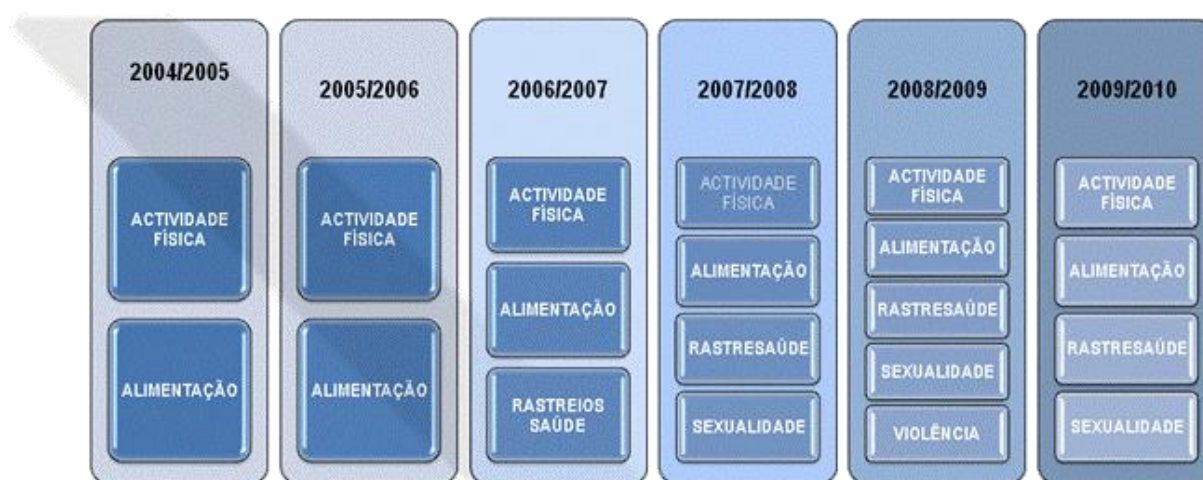 2004/2005
ACTIVIDADE
FÍSICA
ALIMENTAÇÃO
2005/2006
ACTIVIDADE
FÍSICA
ALIMENTAÇÃO
2006/2007
ACTIVIDADE
FÍSICA
ALIMENTAÇÃO
RASTREIOS
SAÚDE
2007/2008
ACTIVIDADE
FÍSICA
ALIMENTAÇÃO
RASTRESAÚDE
SEXUALIDADE
2008/2009
ACTIVIDADE
FÍSICA
ALIMENTAÇÃO
RASTRESAÚDE
SEXUALIDADE
VIOLÊNCIA
2009/2010
ACTIVIDADE
FÍSICA
ALIMENTAÇÃO
RASTRESAÚDE
SEXUALIDADE